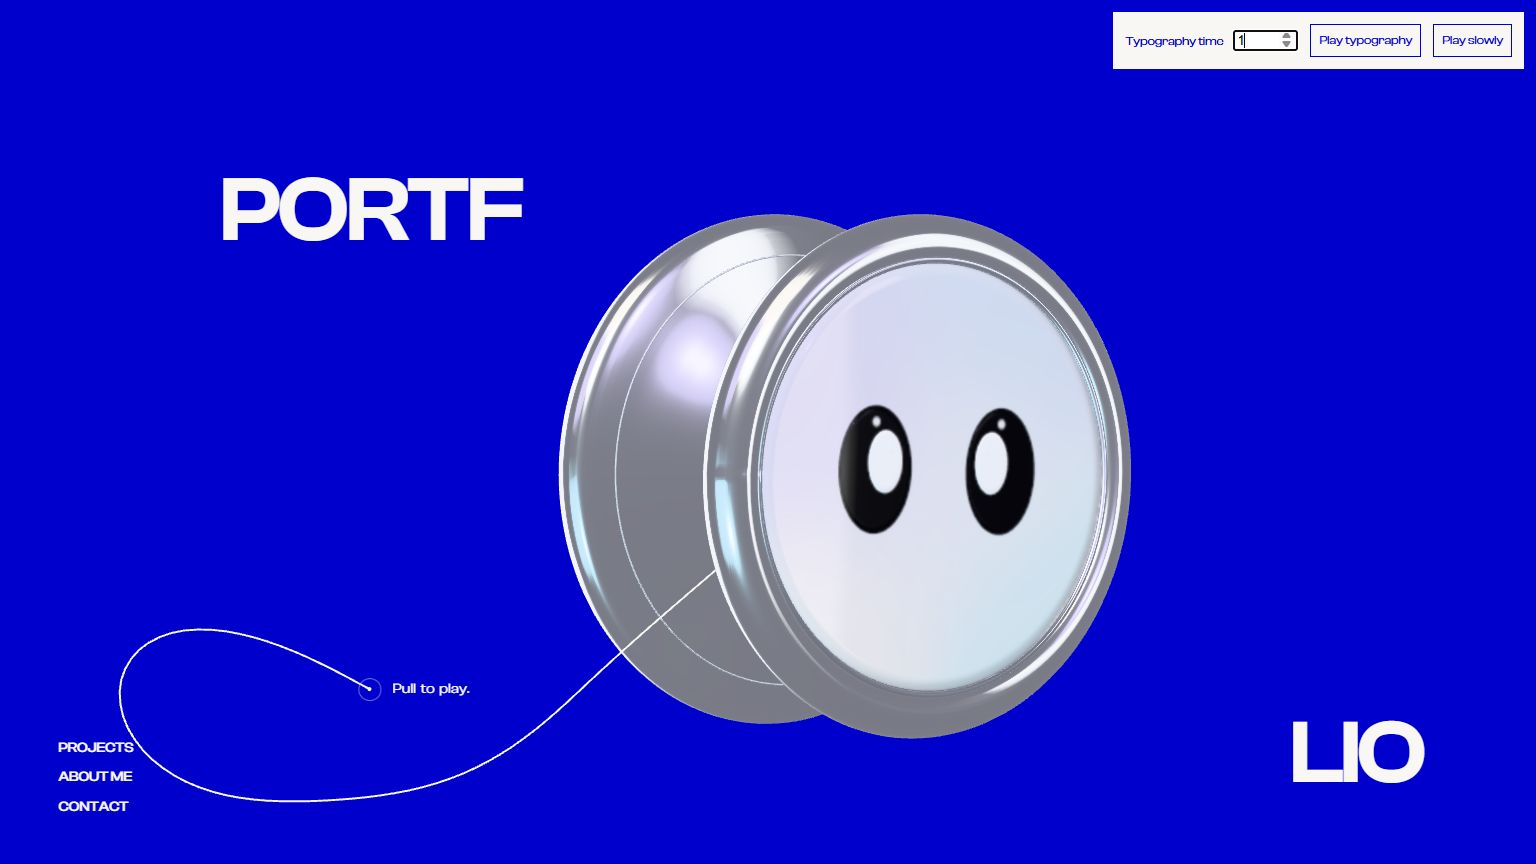 Typography time 1 Play typography Play slowly
PORTF
Pull to play.
PROJECTS
ABOUT ME
CONTACT
LIO